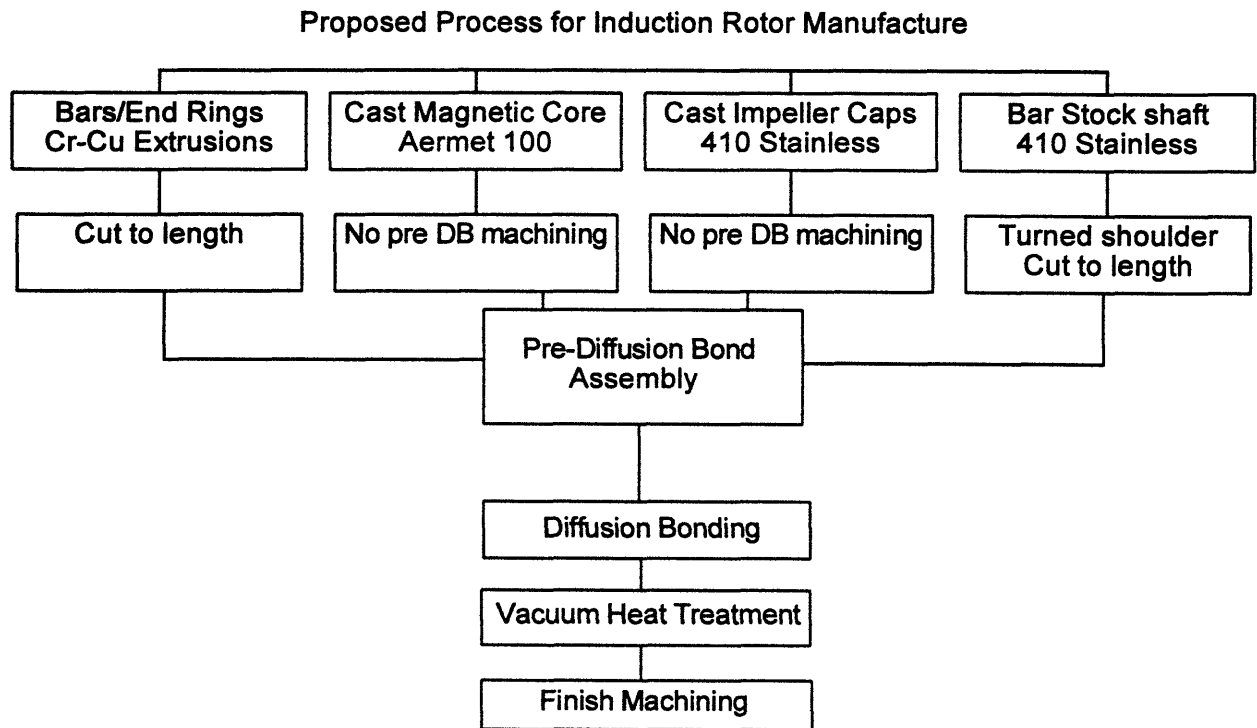 Proposed Process for Induction Rotor Manufacture
Bars/End Rings
Cr-Cu Extrusions
Cast Magnetic Core
Aermet 100
Cast Impeller Caps
410 Stainless
Bar Stock shaft
410 Stainless
Cut to length
No pre DB machining
No pre DB machining
Turned shoulder
Cut to length
Pre-Diffusion Bond
Assembly
Diffusion Bonding
Vacuum Heat Treatment
Finish Machining